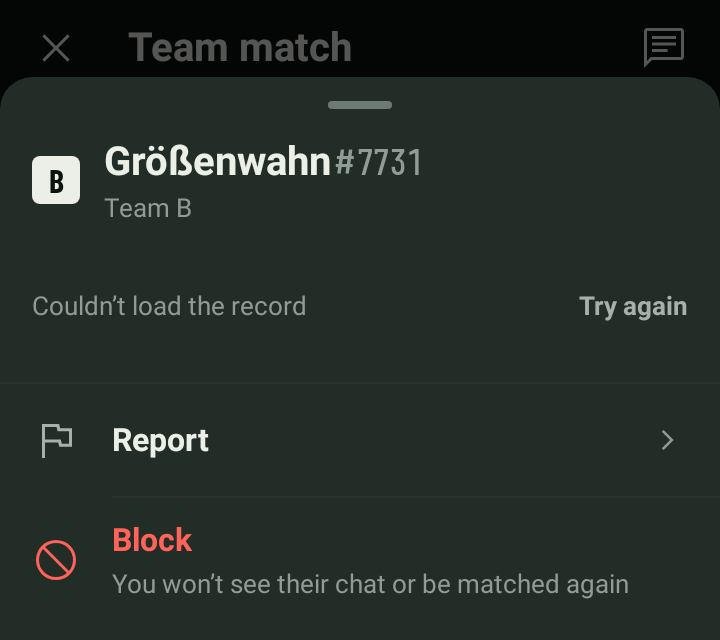 Team match
B
Größenwahn#7731
Team B
Couldn’t load the record
Try again
Report
Block
You won’t see their chat or be matched again